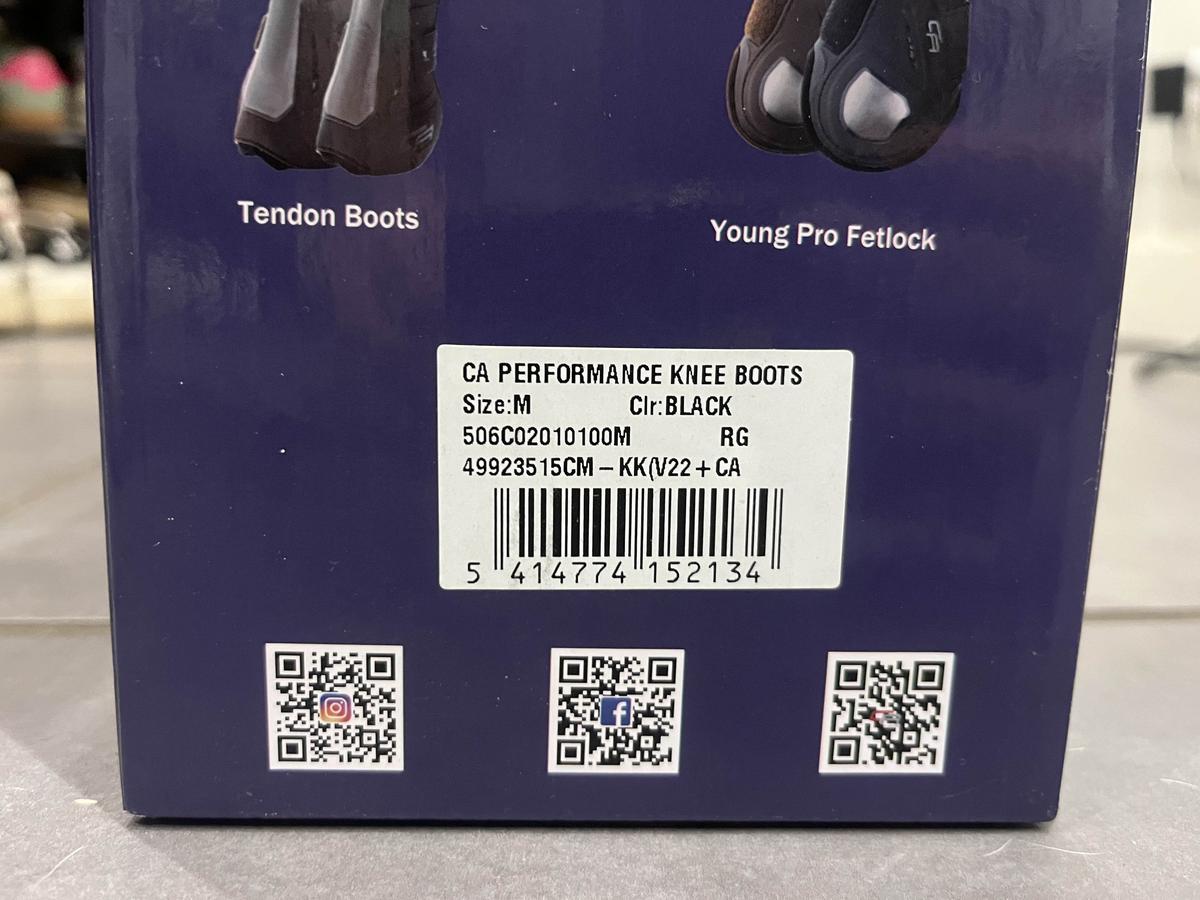 Tendon Boots
Young Pro Fetlock
CA PERFORMANCE KNEE BOOTS
Size:M Clr:BLACK
506C02010100M RG
49923515CM – KK(V22 + CA
5 414774 152134